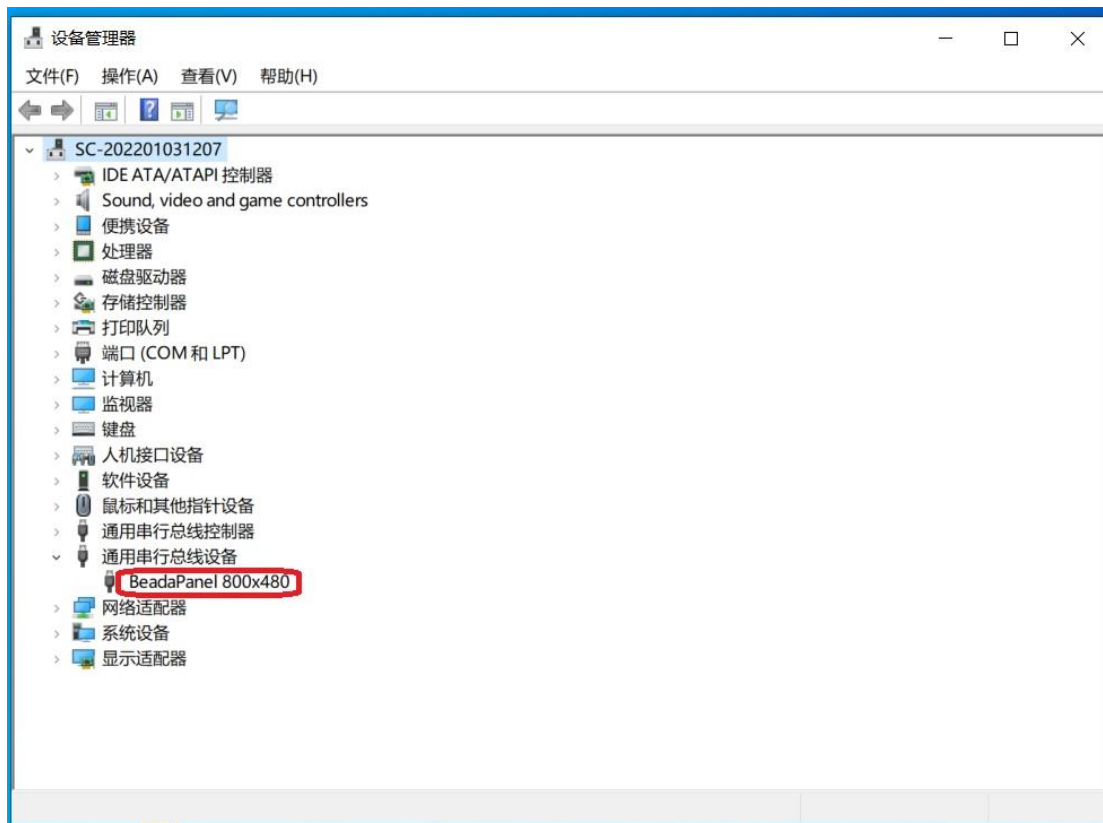 设备管理器
文件(F) 操作(A) 查看(V) 帮助(H)
SC-202201031207
IDE ATA/ATAPI 控制器
Sound, video and game controllers
便携设备
处理器
磁盘驱动器
存储控制器
打印队列
端口 (COM 和 LPT)
计算机
监视器
键盘
人机接口设备
软件设备
鼠标和其他指针设备
通用串行总线控制器
通用串行总线设备
BeadaPanel 800x480
网络适配器
系统设备
显示适配器